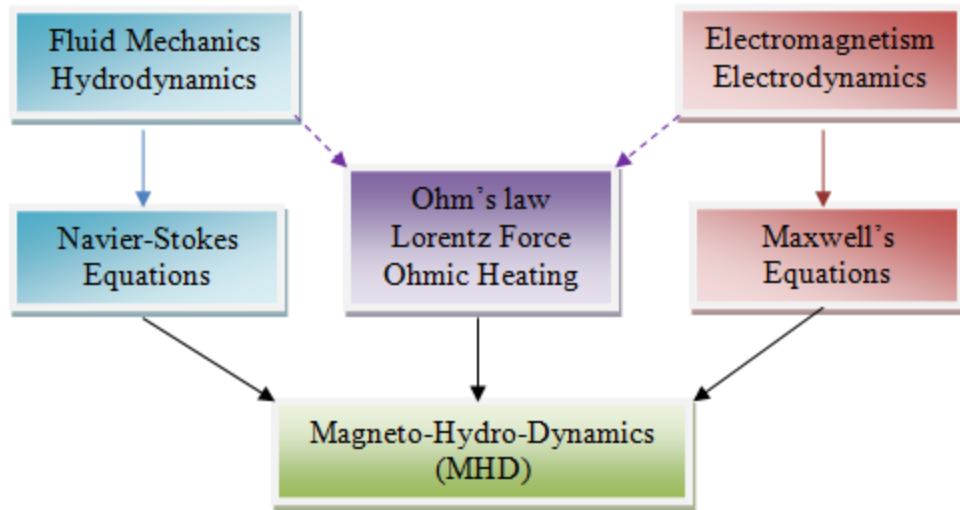 Fluid Mechanics
Hydrodynamics
Electromagnetism
Electrodynamics
Ohm’s law
Lorentz Force
Ohmic Heating
Navier-Stokes
Equations
Maxwell’s
Equations
Magneto-Hydro-Dynamics
(MHD)